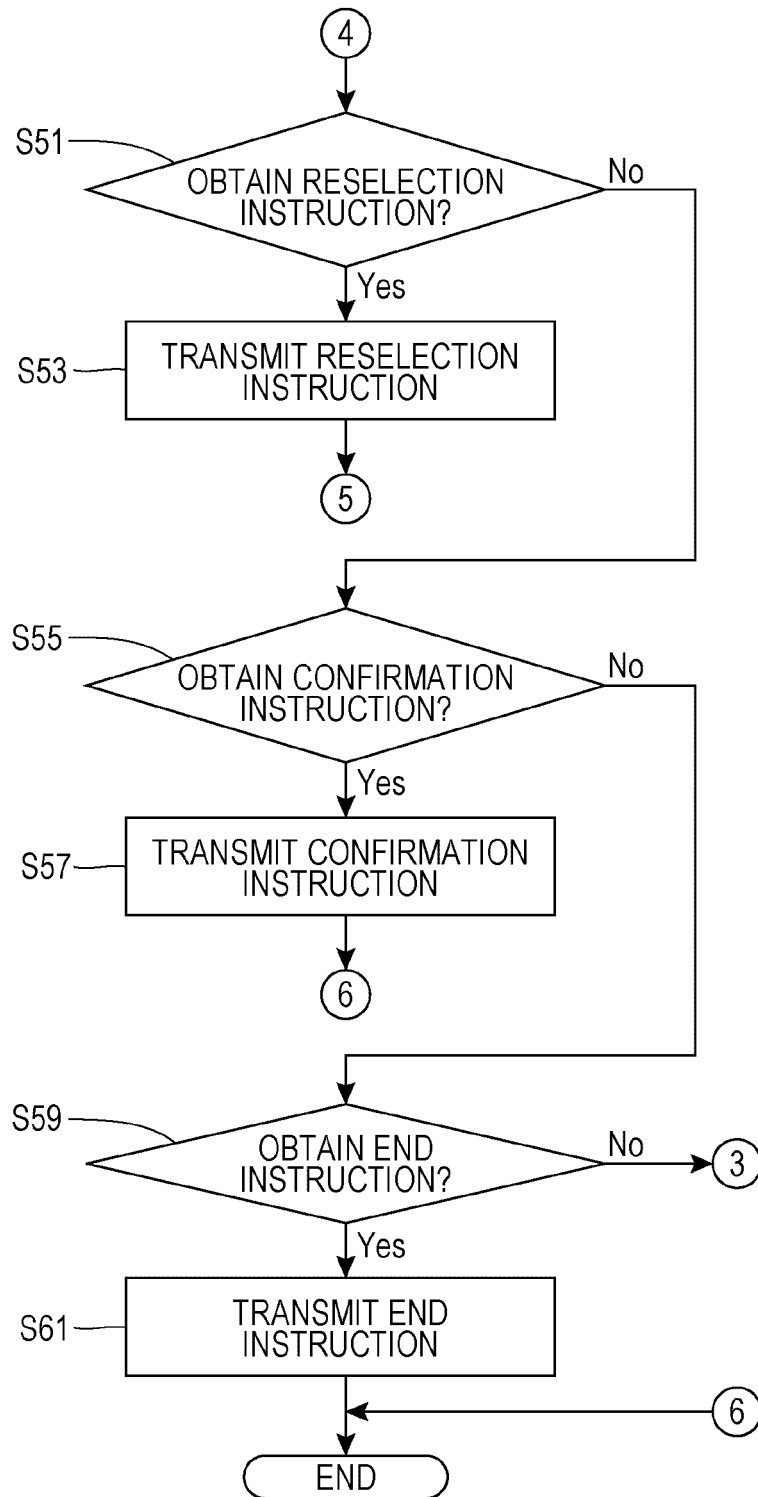 4
S51
OBTAIN RESELECTION
INSTRUCTION?
No
Yes
S53
TRANSMIT RESELECTION
INSTRUCTION
5
S55
OBTAIN CONFIRMATION
INSTRUCTION?
No
Yes
S57
TRANSMIT CONFIRMATION
INSTRUCTION
6
S59
OBTAIN END
INSTRUCTION?
No
3
Yes
S61
TRANSMIT END
INSTRUCTION
6
END